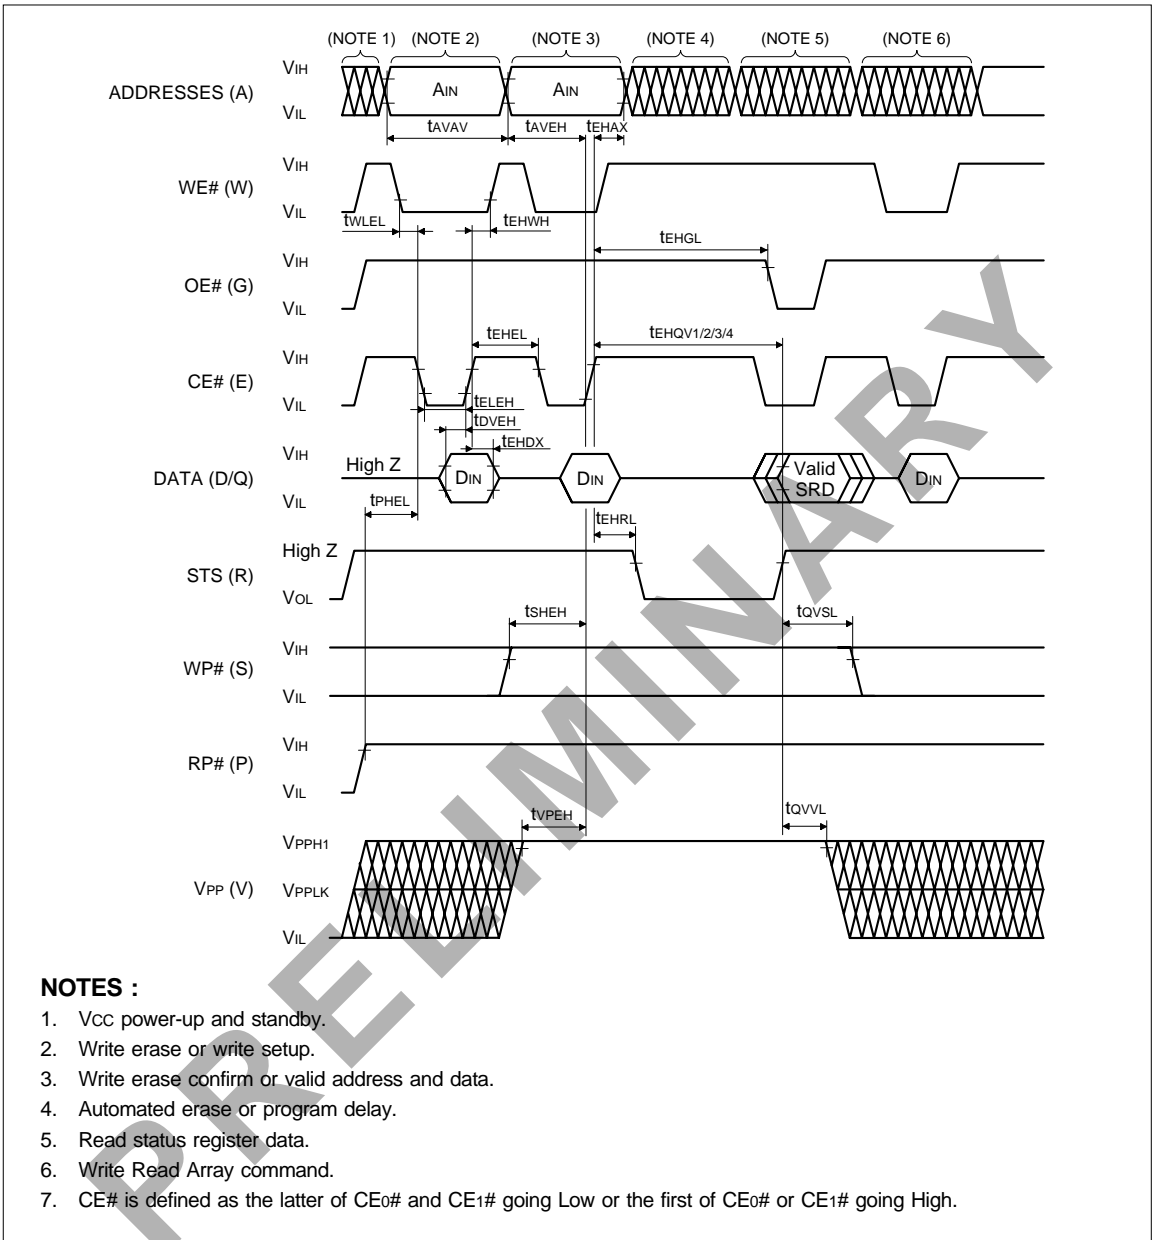 (NOTE 1) (NOTE 2) (NOTE 3) (NOTE 4) (NOTE 5) (NOTE 6)
VIH
ADDRESSES (A)
AIN AIN
VIL
tAVAV tAVEH tEHAX
VIH
WE# (W)
VIL
tWLEL tEHWH
tEHGL
VIH
OE# (G)
VIL
tEHEL tEHQV1/2/3/4
VIH
CE# (E)
VIL
tELEH
tDVEH
tEHDX
VIH
DATA (D/Q)
High Z DIN DIN Valid SRD DIN
VIL
tPHEL
tEHRL
High Z
STS (R)
VOL
tSHEH tQVSL
VIH
WP# (S)
VIL
VIH
RP# (P)
VIL
tVPEH tQVVL
VPPH1
VPP (V) VPPLK
VIL
PRELIMINARY
NOTES :
1. VCC power-up and standby.
2. Write erase or write setup.
3. Write erase confirm or valid address and data.
4. Automated erase or program delay.
5. Read status register data.
6. Write Read Array command.
7. CE# is defined as the latter of CE0# and CE1# going Low or the first of CE0# or CE1# going High.